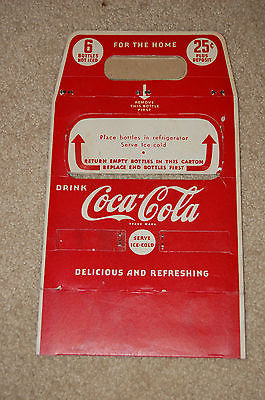 FOR THE HOME
6
BOTTLES
NOT ICED
25¢
PLUS
DEPOSIT
REMOVE
THIS BOTTLE
FIRST
Place bottles in refrigerator
Serve Ice-cold
RETURN EMPTY BOTTLES IN THIS CARTON
REPLACE END BOTTLES FIRST
DRINK
Coca-Cola
TRADE MARK
SERVE
ICE-COLD
DELICIOUS AND REFRESHING